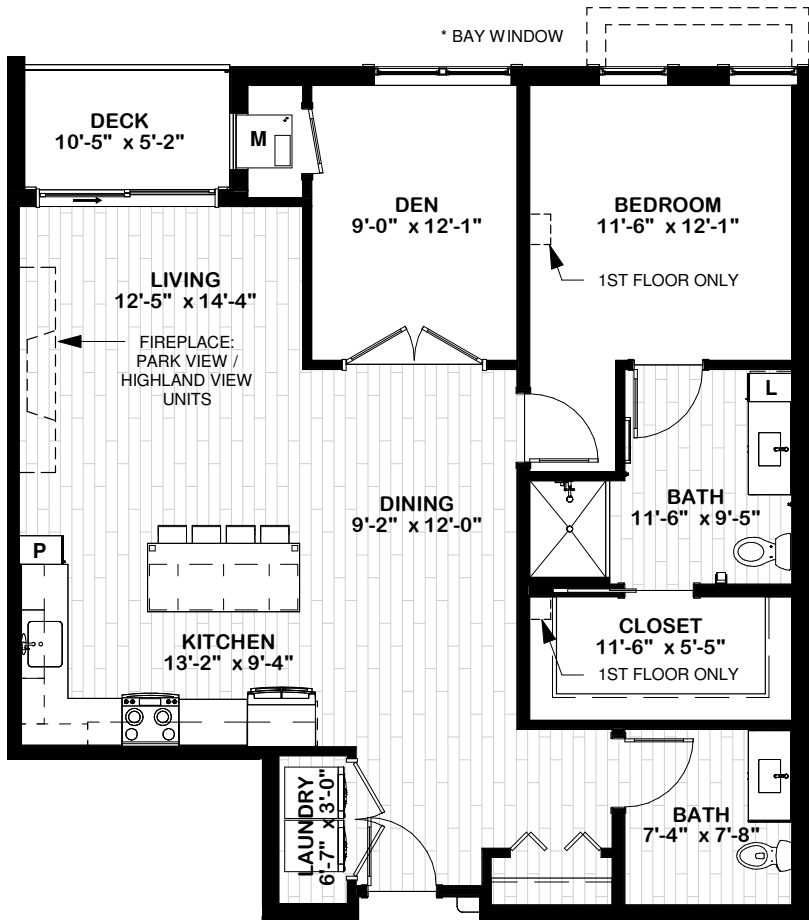 * BAY WINDOW
DECK
10'-5" x 5'-2"
M
DEN
9'-0" x 12'-1"
BEDROOM
11'-6" x 12'-1"
1ST FLOOR ONLY
LIVING
12'-5" x 14'-4"
FIREPLACE:
PARK VIEW /
HIGHLAND VIEW
UNITS
L
DINING
9'-2" x 12'-0"
BATH
11'-6" x 9'-5"
P
KITCHEN
13'-2" x 9'-4"
CLOSET
11'-6" x 5'-5"
1ST FLOOR ONLY
LAUNDRY
6'-7" x 3'-0"
BATH
7'-4" x 7'-8"